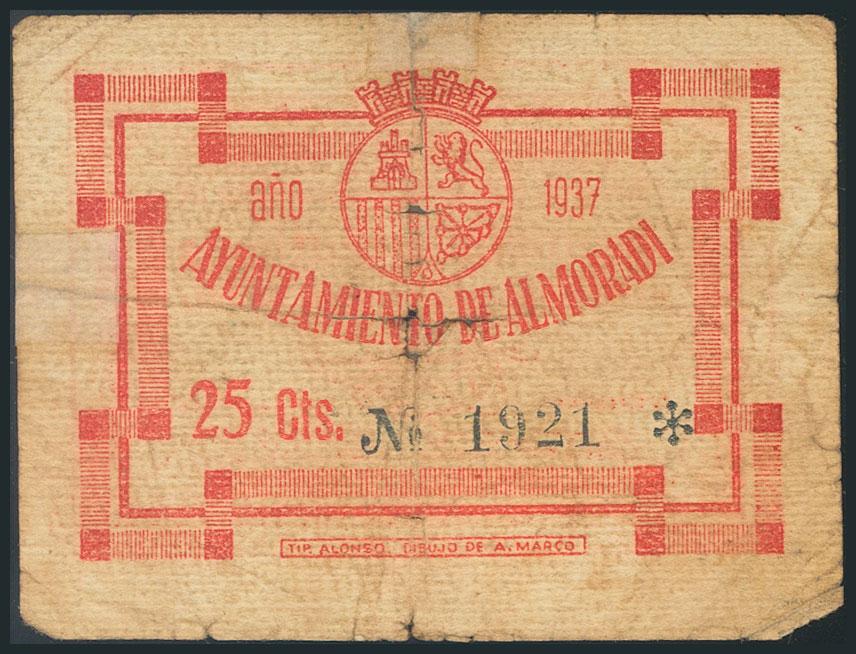 año 1937
AYUNTAMIENTO DE ALMORADI
25 Cts. No 1921 *
TIP. ALONSO. DIBUJO DE A. MARCO